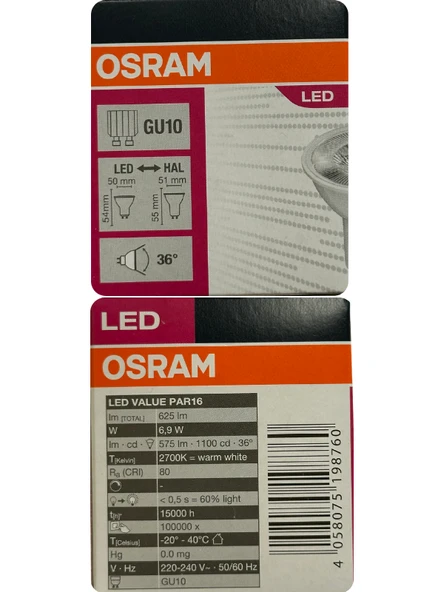 OSRAM
LED
GU10
LED ↔ HAL
50 mm 51 mm
54mm 55 mm
36°
LED
OSRAM
LED VALUE PAR16
lm [TOTAL] 625 lm
W 6,9 W
lm · cd · 575 lm · 1100 cd · 36°
T[Kelvin] 2700K = warm white
Ra (CRI) 80
-
< 0,5 s = 60% light
t[h] 15000 h
100000 x
T[Celsius] -20° - 40°C
Hg 0.0 mg
V · Hz 220-240 V~ · 50/60 Hz
GU10
4 058075 198760